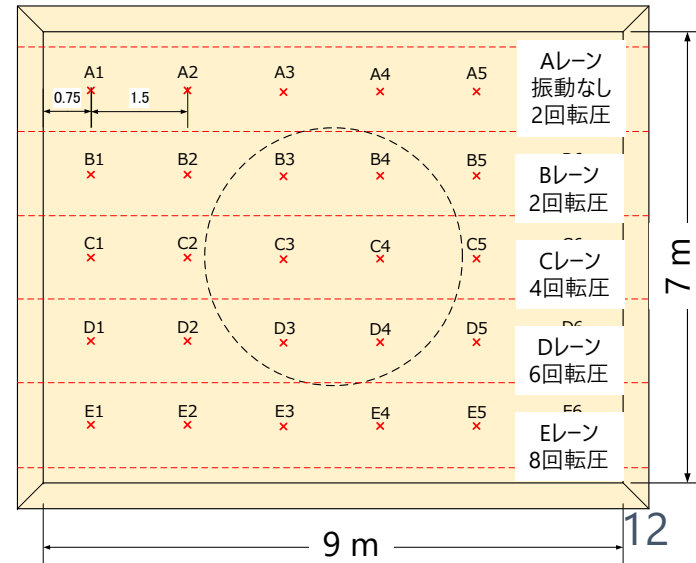 A1 A2 A3 A4 A5
Aレーン
振動なし
2回転圧
0.75 1.5
B1 B2 B3 B4 B5
Bレーン
2回転圧
C1 C2 C3 C4 C5
Cレーン
4回転圧
7 m
D1 D2 D3 D4 D5
Dレーン
6回転圧
E1 E2 E3 E4 E5
Eレーン
8回転圧
9 m
12